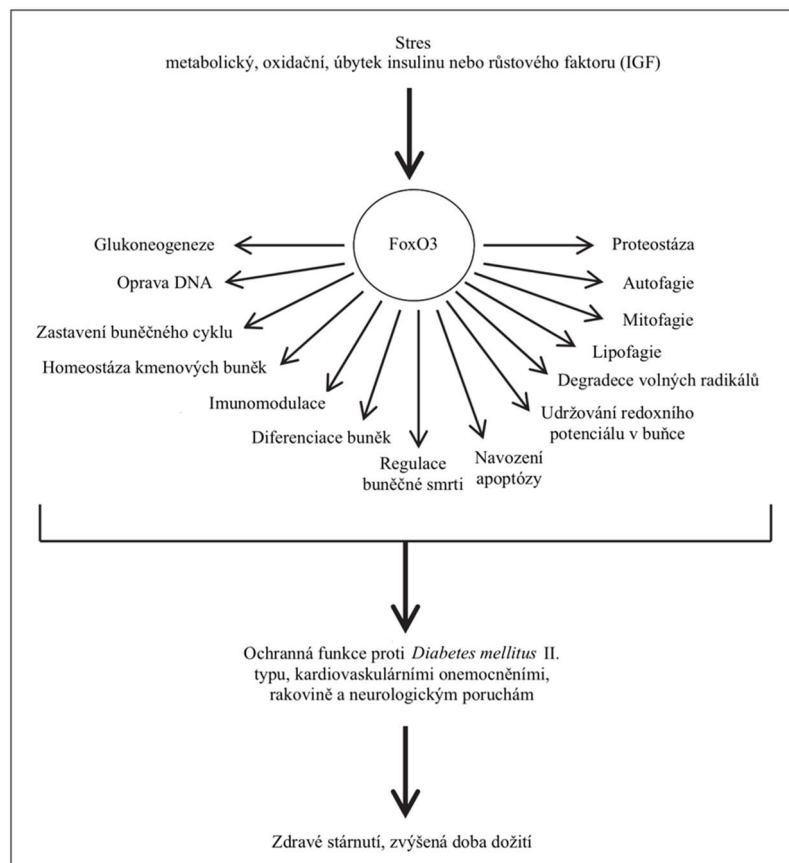 Stres
metabolický, oxidační, úbytek insulinu nebo růstového faktoru (IGF)
FoxO3
Glukoneogeneze
Oprava DNA
Zastavení buněčného cyklu
Homeostáza kmenových buněk
Imunomodulace
Diferenciace buněk
Regulace
buněčné smrti
Navození
apoptózy
Proteostáza
Autofagie
Mitofagie
Lipofagie
Degradece volných radikálů
Udržování redoxního
potenciálu v buňce
Ochranná funkce proti Diabetes mellitus II.
typu, kardiovaskulárními onemocněními,
rakovině a neurologickým poruchám
Zdravé stárnutí, zvýšená doba dožití